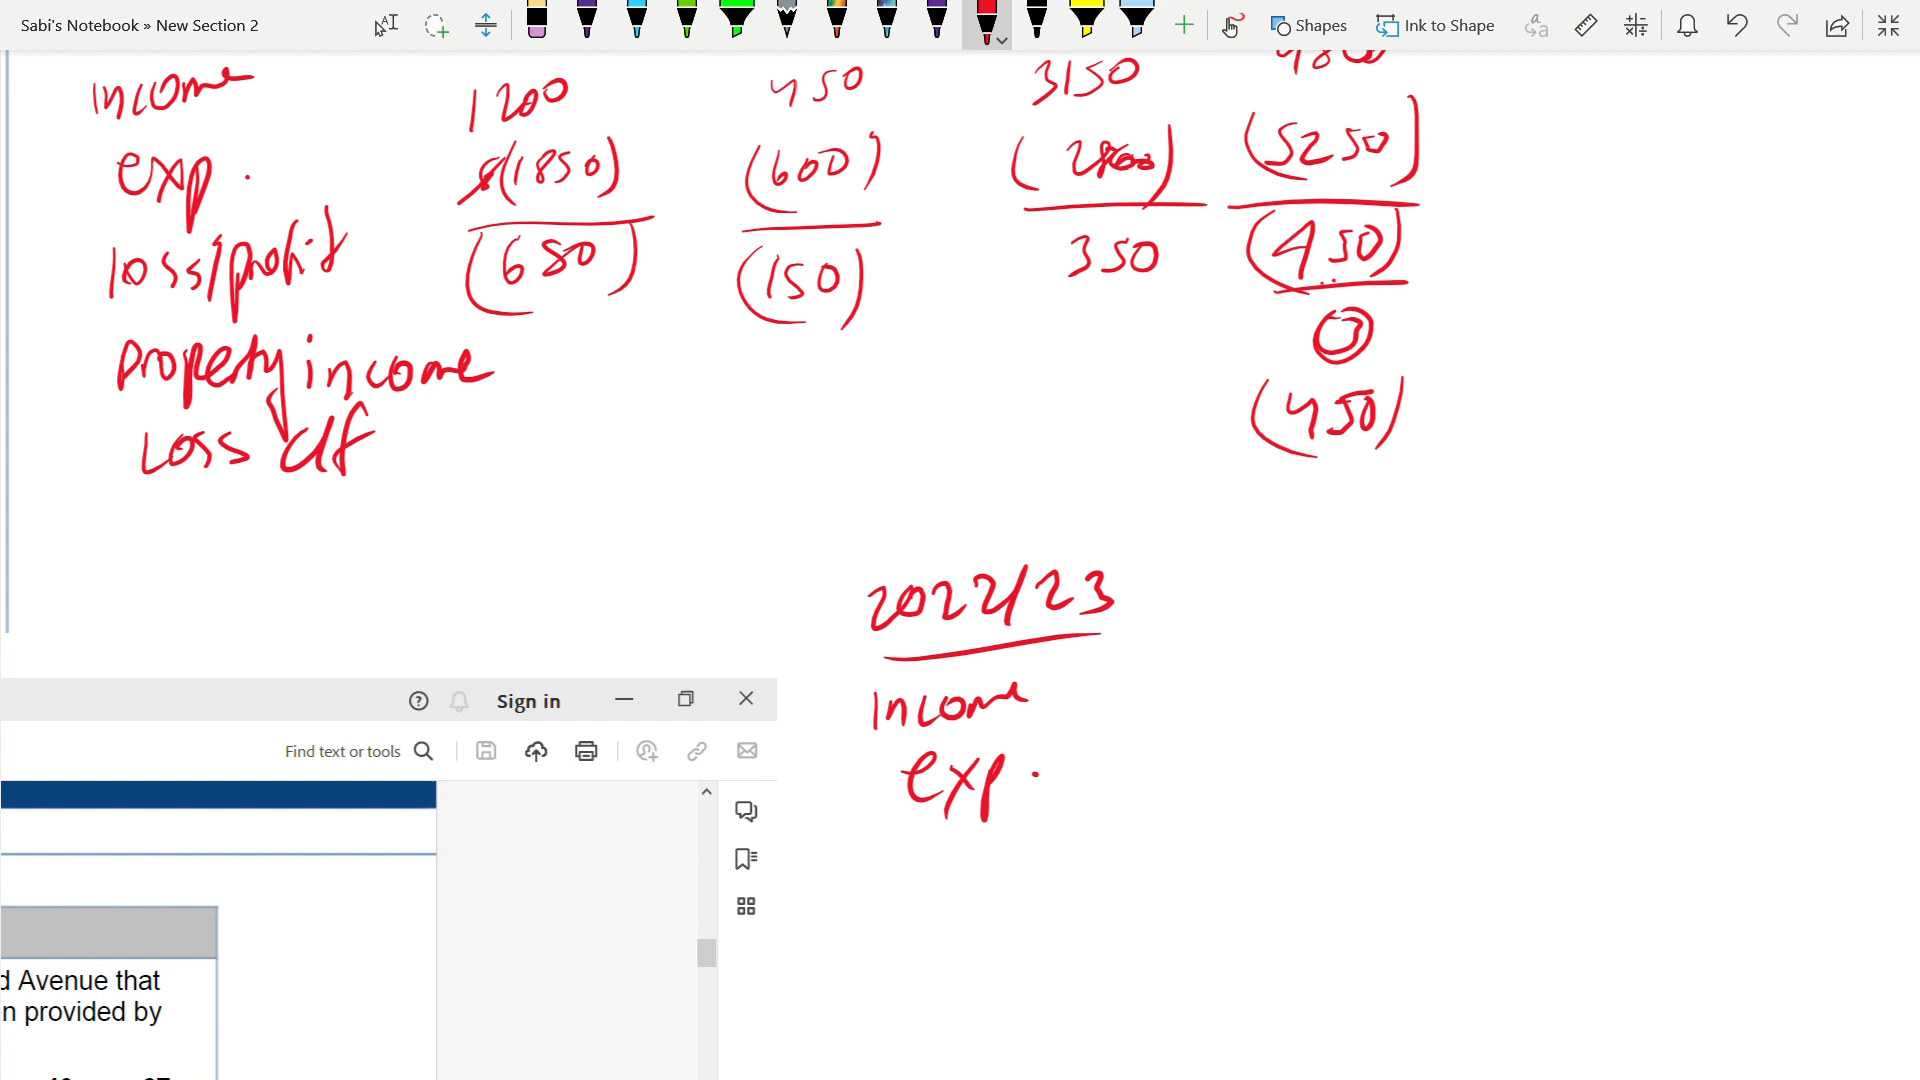 Sabi's Notebook » New Section 2
Shapes
Ink to Shape
income 1200 450 3150
exp. (1850) (600) (5250)
loss/profit (680) (150) 350 (450)
property income 0
Loss c/f (450)
2022/23
income
exp.
Sign in
Find text or tools
Avenue that
n provided by